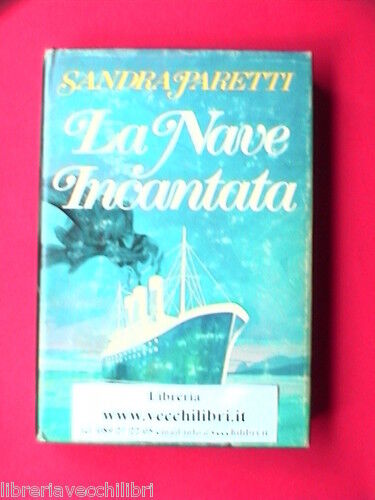 SANDRA PARETTI
La Nave
Incantata
Libreria
www.vecchilibri.it
libreriavecchilibri